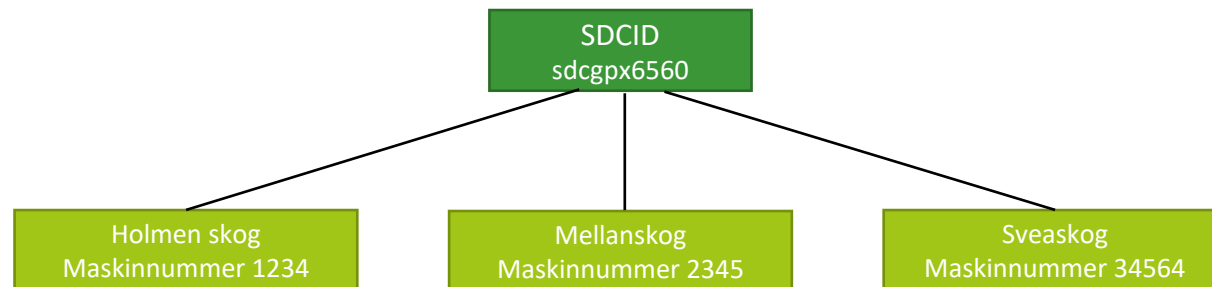 SDCID
sdcgpx6560
Holmen skog
Maskinnummer 1234
Mellanskog
Maskinnummer 2345
Sveaskog
Maskinnummer 34564